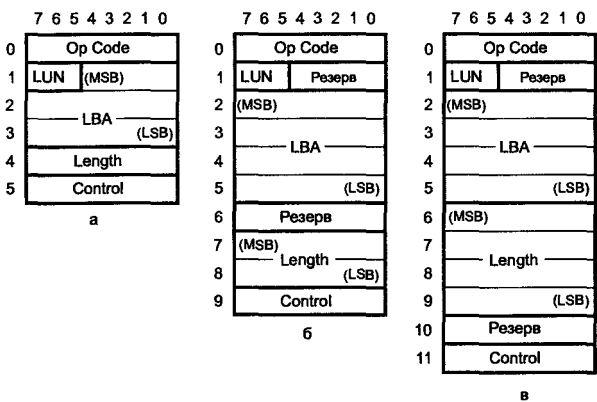 7 6 5 4 3 2 1 0
0 Op Code
1 LUN (MSB)
2
LBA
3 (LSB)
4 Length
5 Control
а
7 6 5 4 3 2 1 0
0 Op Code
1 LUN Резерв
2 (MSB)
3
LBA
4
5 (LSB)
6 Резерв
7 (MSB)
Length
8 (LSB)
9 Control
б
7 6 5 4 3 2 1 0
0 Op Code
1 LUN Резерв
2 (MSB)
3
LBA
4
5 (LSB)
6 (MSB)
7
Length
8
9 (LSB)
10 Резерв
11 Control
в